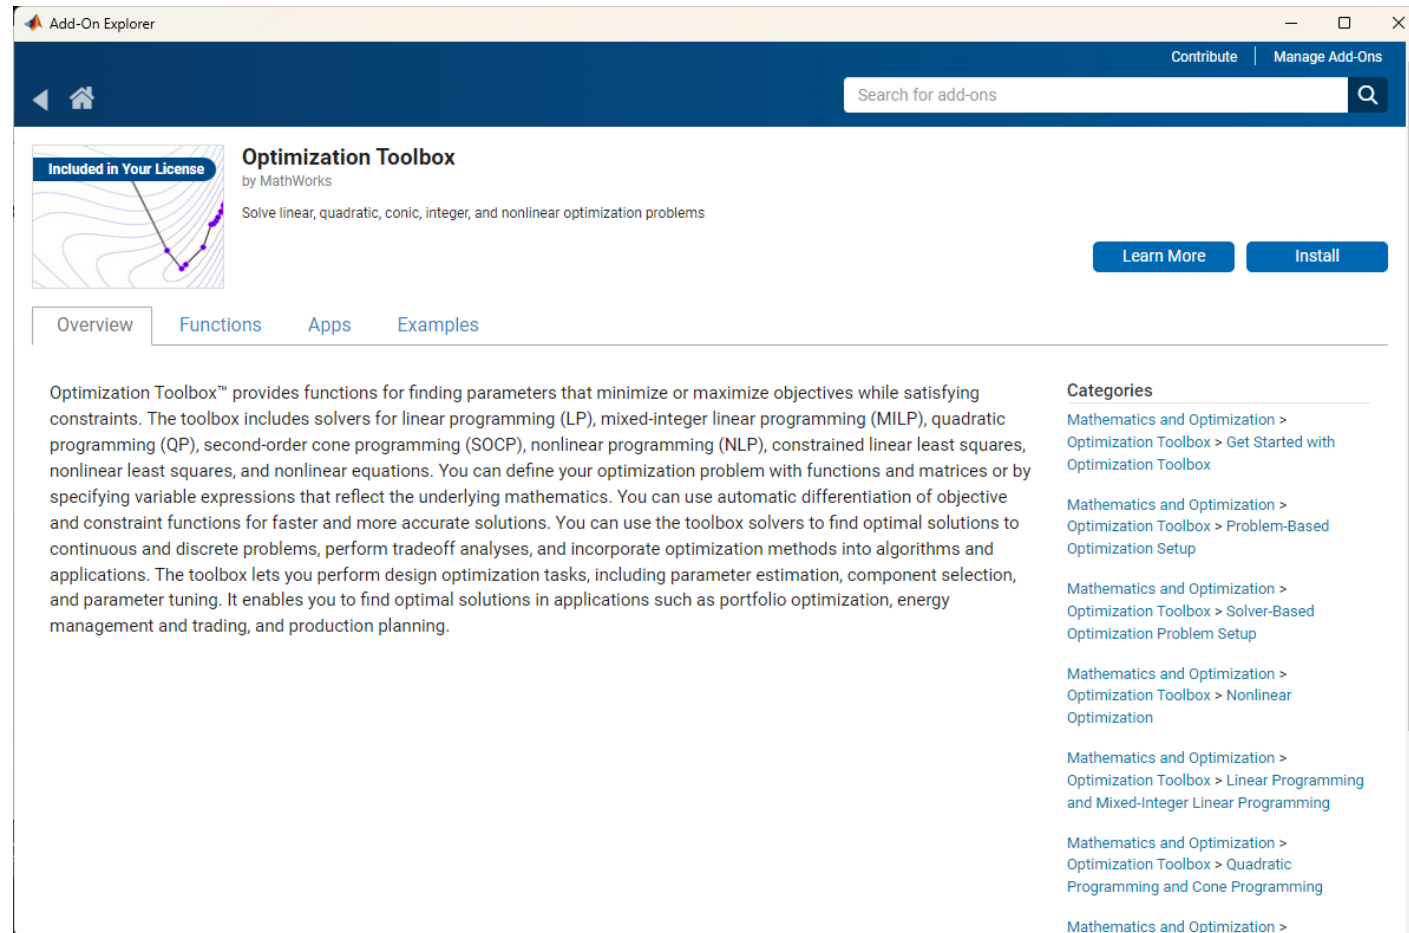 Add-On Explorer
Contribute
Manage Add-Ons
Search for add-ons
Included in Your License
Optimization Toolbox
by MathWorks
Solve linear, quadratic, conic, integer, and nonlinear optimization problems
Learn More
Install
Overview
Functions
Apps
Examples
Optimization Toolbox™ provides functions for finding parameters that minimize or maximize objectives while satisfying
constraints. The toolbox includes solvers for linear programming (LP), mixed-integer linear programming (MILP), quadratic
programming (QP), second-order cone programming (SOCP), nonlinear programming (NLP), constrained linear least squares,
nonlinear least squares, and nonlinear equations. You can define your optimization problem with functions and matrices or by
specifying variable expressions that reflect the underlying mathematics. You can use automatic differentiation of objective
and constraint functions for faster and more accurate solutions. You can use the toolbox solvers to find optimal solutions to
continuous and discrete problems, perform tradeoff analyses, and incorporate optimization methods into algorithms and
applications. The toolbox lets you perform design optimization tasks, including parameter estimation, component selection,
and parameter tuning. It enables you to find optimal solutions in applications such as portfolio optimization, energy
management and trading, and production planning.
Categories
Mathematics and Optimization >
Optimization Toolbox > Get Started with
Optimization Toolbox
Mathematics and Optimization >
Optimization Toolbox > Problem-Based
Optimization Setup
Mathematics and Optimization >
Optimization Toolbox > Solver-Based
Optimization Problem Setup
Mathematics and Optimization >
Optimization Toolbox > Nonlinear
Optimization
Mathematics and Optimization >
Optimization Toolbox > Linear Programming
and Mixed-Integer Linear Programming
Mathematics and Optimization >
Optimization Toolbox > Quadratic
Programming and Cone Programming
Mathematics and Optimization >